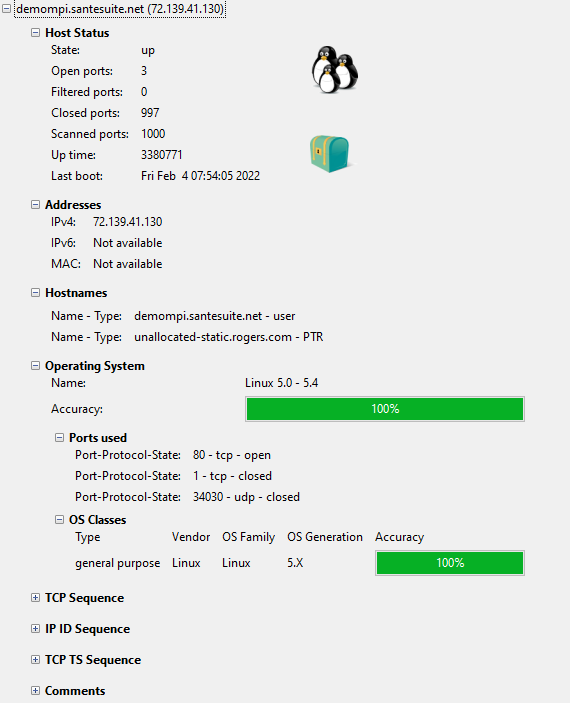 demompi.santesuite.net (72.139.41.130)
Host Status
State: up
Open ports: 3
Filtered ports: 0
Closed ports: 997
Scanned ports: 1000
Up time: 3380771
Last boot: Fri Feb 4 07:54:05 2022
Addresses
IPv4: 72.139.41.130
IPv6: Not available
MAC: Not available
Hostnames
Name - Type: demompi.santesuite.net - user
Name - Type: unallocated-static.rogers.com - PTR
Operating System
Name: Linux 5.0 - 5.4
Accuracy: 100%
Ports used
Port-Protocol-State: 80 - tcp - open
Port-Protocol-State: 1 - tcp - closed
Port-Protocol-State: 34030 - udp - closed
OS Classes
Type Vendor OS Family OS Generation Accuracy
general purpose Linux Linux 5.X 100%
TCP Sequence
IP ID Sequence
TCP TS Sequence
Comments